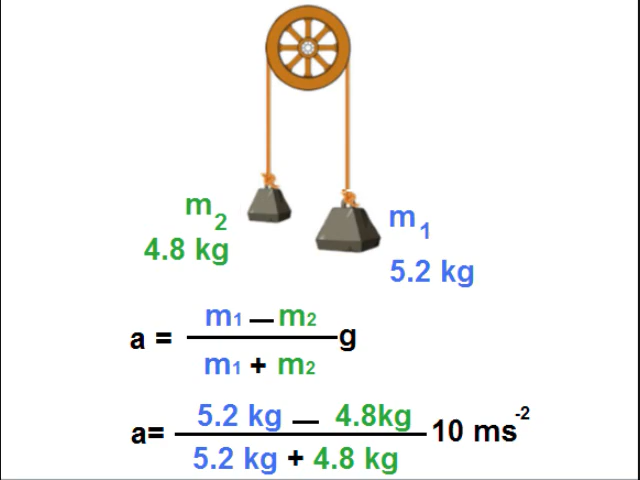 m2
4.8 kg
m1
5.2 kg
a = m1 — m2 / m1 + m2 g
a= 5.2 kg — 4.8kg / 5.2 kg + 4.8 kg 10 ms-2